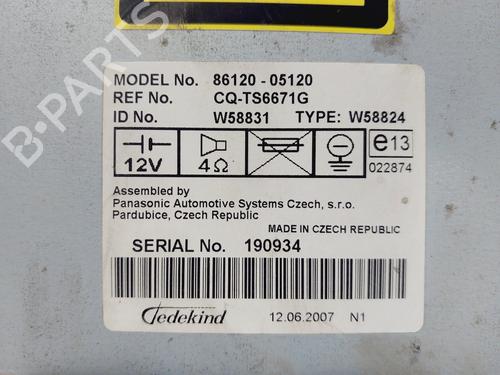 MODEL No. 86120 - 05120
REF No. CQ-TS6671G
ID No. W58831 TYPE: W58824
12V 4Ω e13
022874
Assembled by
Panasonic Automotive Systems Czech, s.r.o.
Pardubice, Czech Republic
MADE IN CZECH REPUBLIC
SERIAL No. 190934
Tedekind 12.06.2007 N1